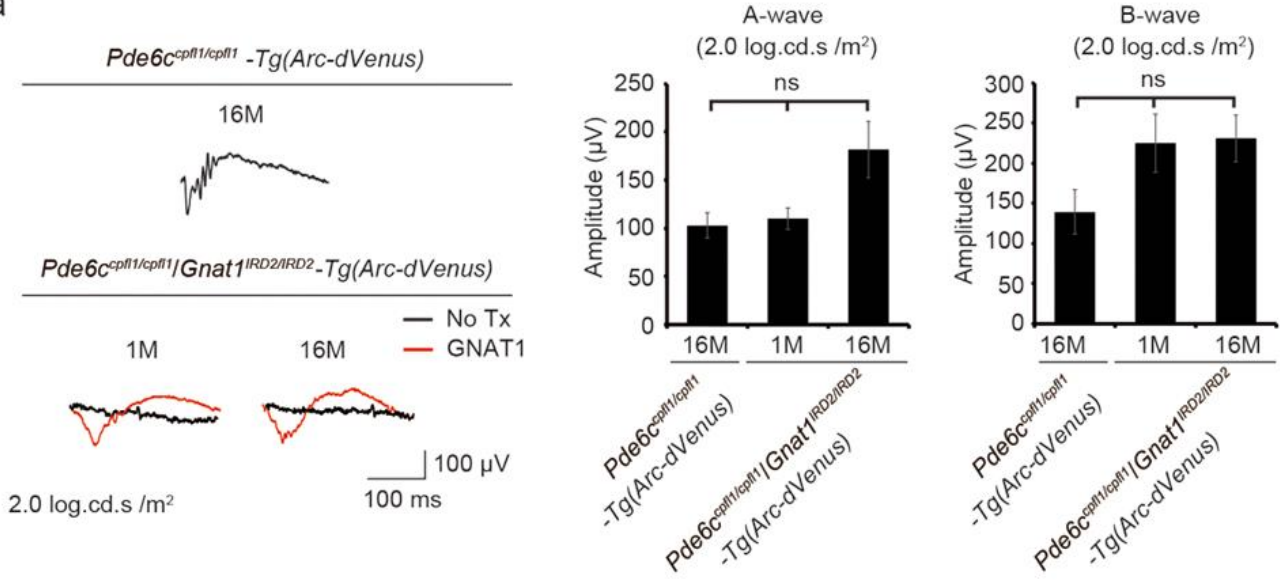 a
Pde6c^cpfl1/cpfl1 -Tg(Arc-dVenus)
16M
Pde6c^cpfl1/cpfl1/Gnat1^IRD2/IRD2-Tg(Arc-dVenus)
No Tx
GNAT1
1M 16M
100 µV
100 ms
2.0 log.cd.s /m²
A-wave
(2.0 log.cd.s /m²)
ns
Amplitude (µV)
250
200
150
100
50
0
16M 1M 16M
Pde6c^cpfl1/cpfl1
-Tg(Arc-dVenus)
Pde6c^cpfl1/cpfl1/Gnat1^IRD2/IRD2
-Tg(Arc-dVenus)
B-wave
(2.0 log.cd.s /m²)
ns
Amplitude (µV)
300
250
200
150
100
50
0
16M 1M 16M
Pde6c^cpfl1/cpfl1
-Tg(Arc-dVenus)
Pde6c^cpfl1/cpfl1/Gnat1^IRD2/IRD2
-Tg(Arc-dVenus)